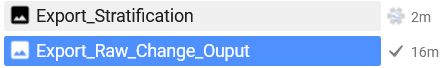 Export_Stratification 2m
Export_Raw_Change_Ouput 16m